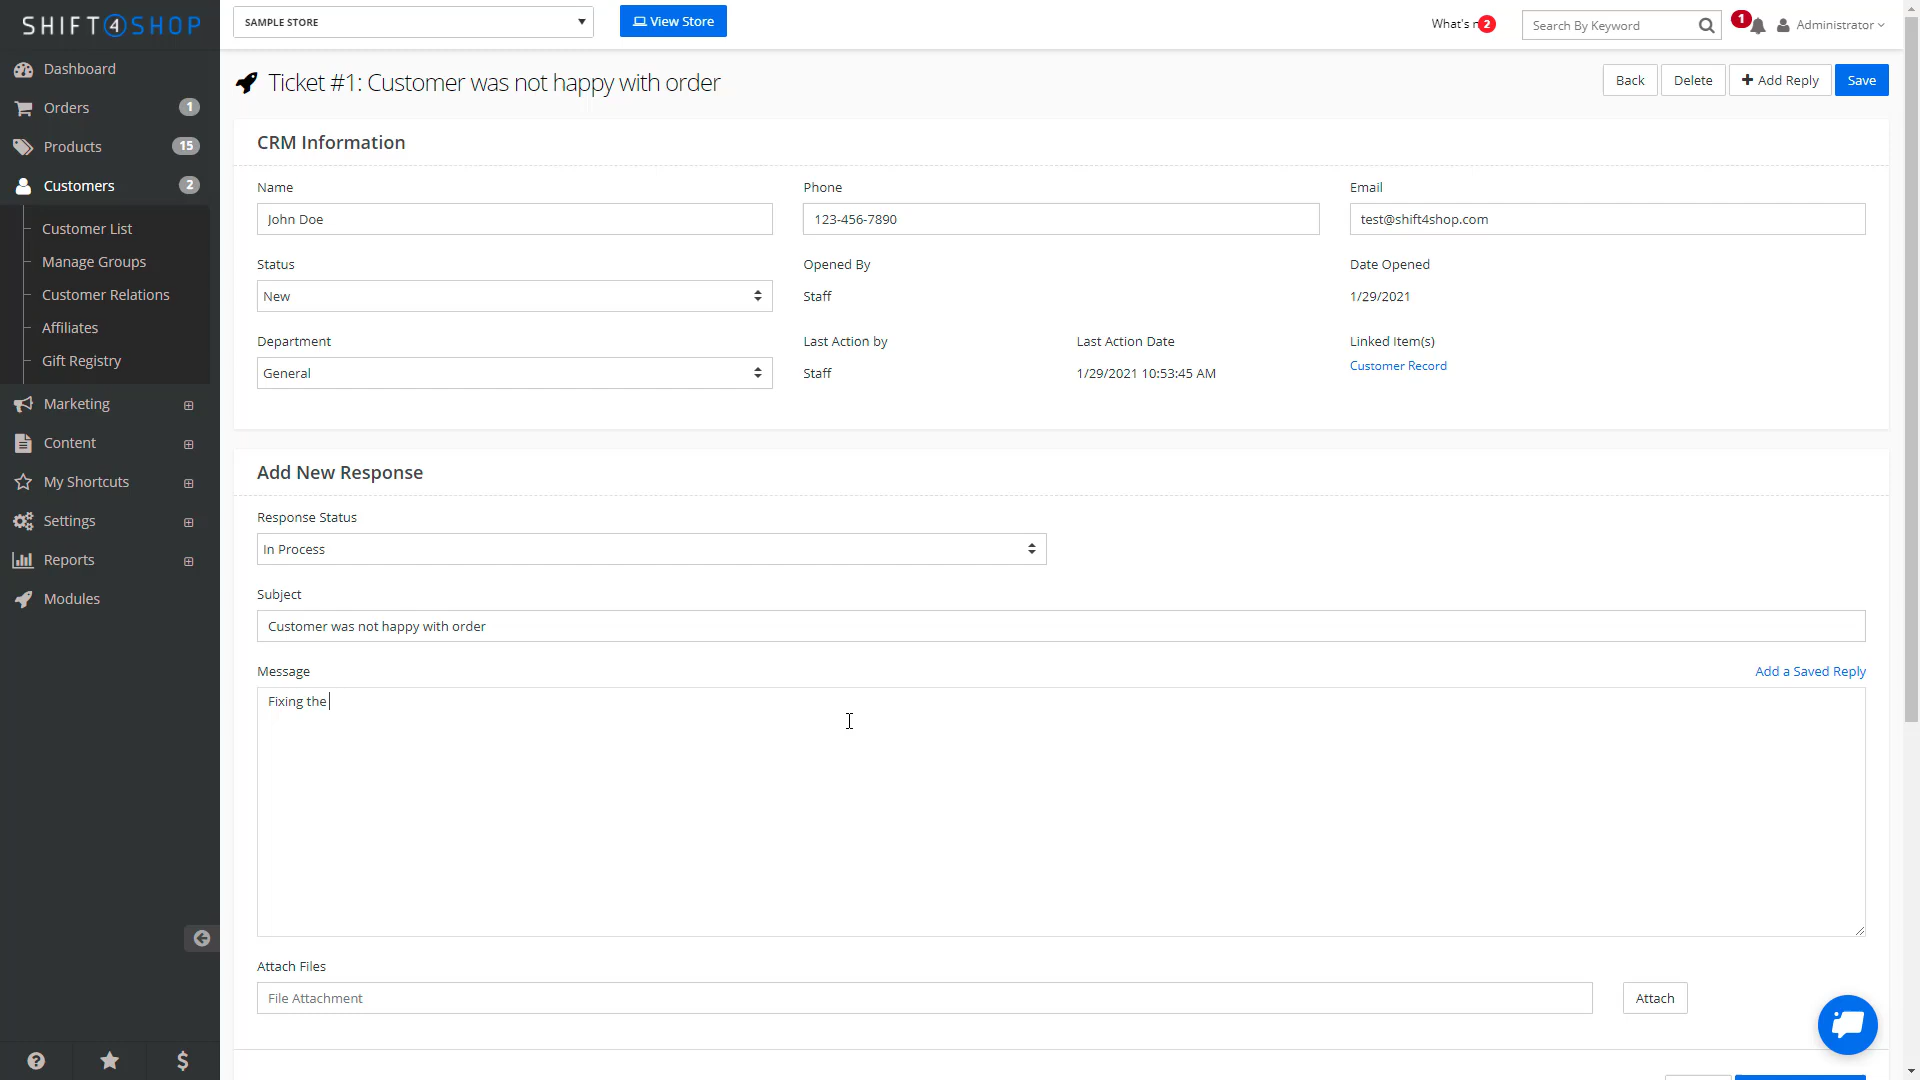 SHIFT4SHOP
SAMPLE STORE
View Store
What's
2
Search By Keyword
1
Administrator
Dashboard
Orders 1
Products 15
Customers 2
Customer List
Manage Groups
Customer Relations
Affiliates
Gift Registry
Marketing
Content
My Shortcuts
Settings
Reports
Modules
Ticket #1: Customer was not happy with order
Back
Delete
Add Reply
Save
CRM Information
Name
Phone
Email
John Doe
123-456-7890
test@shift4shop.com
Status
Opened By
Date Opened
New
Staff
1/29/2021
Department
Last Action by
Last Action Date
Linked Item(s)
General
Staff
1/29/2021 10:53:45 AM
Customer Record
Add New Response
Response Status
In Process
Subject
Customer was not happy with order
Message
Add a Saved Reply
Fixing the
Attach Files
File Attachment
Attach